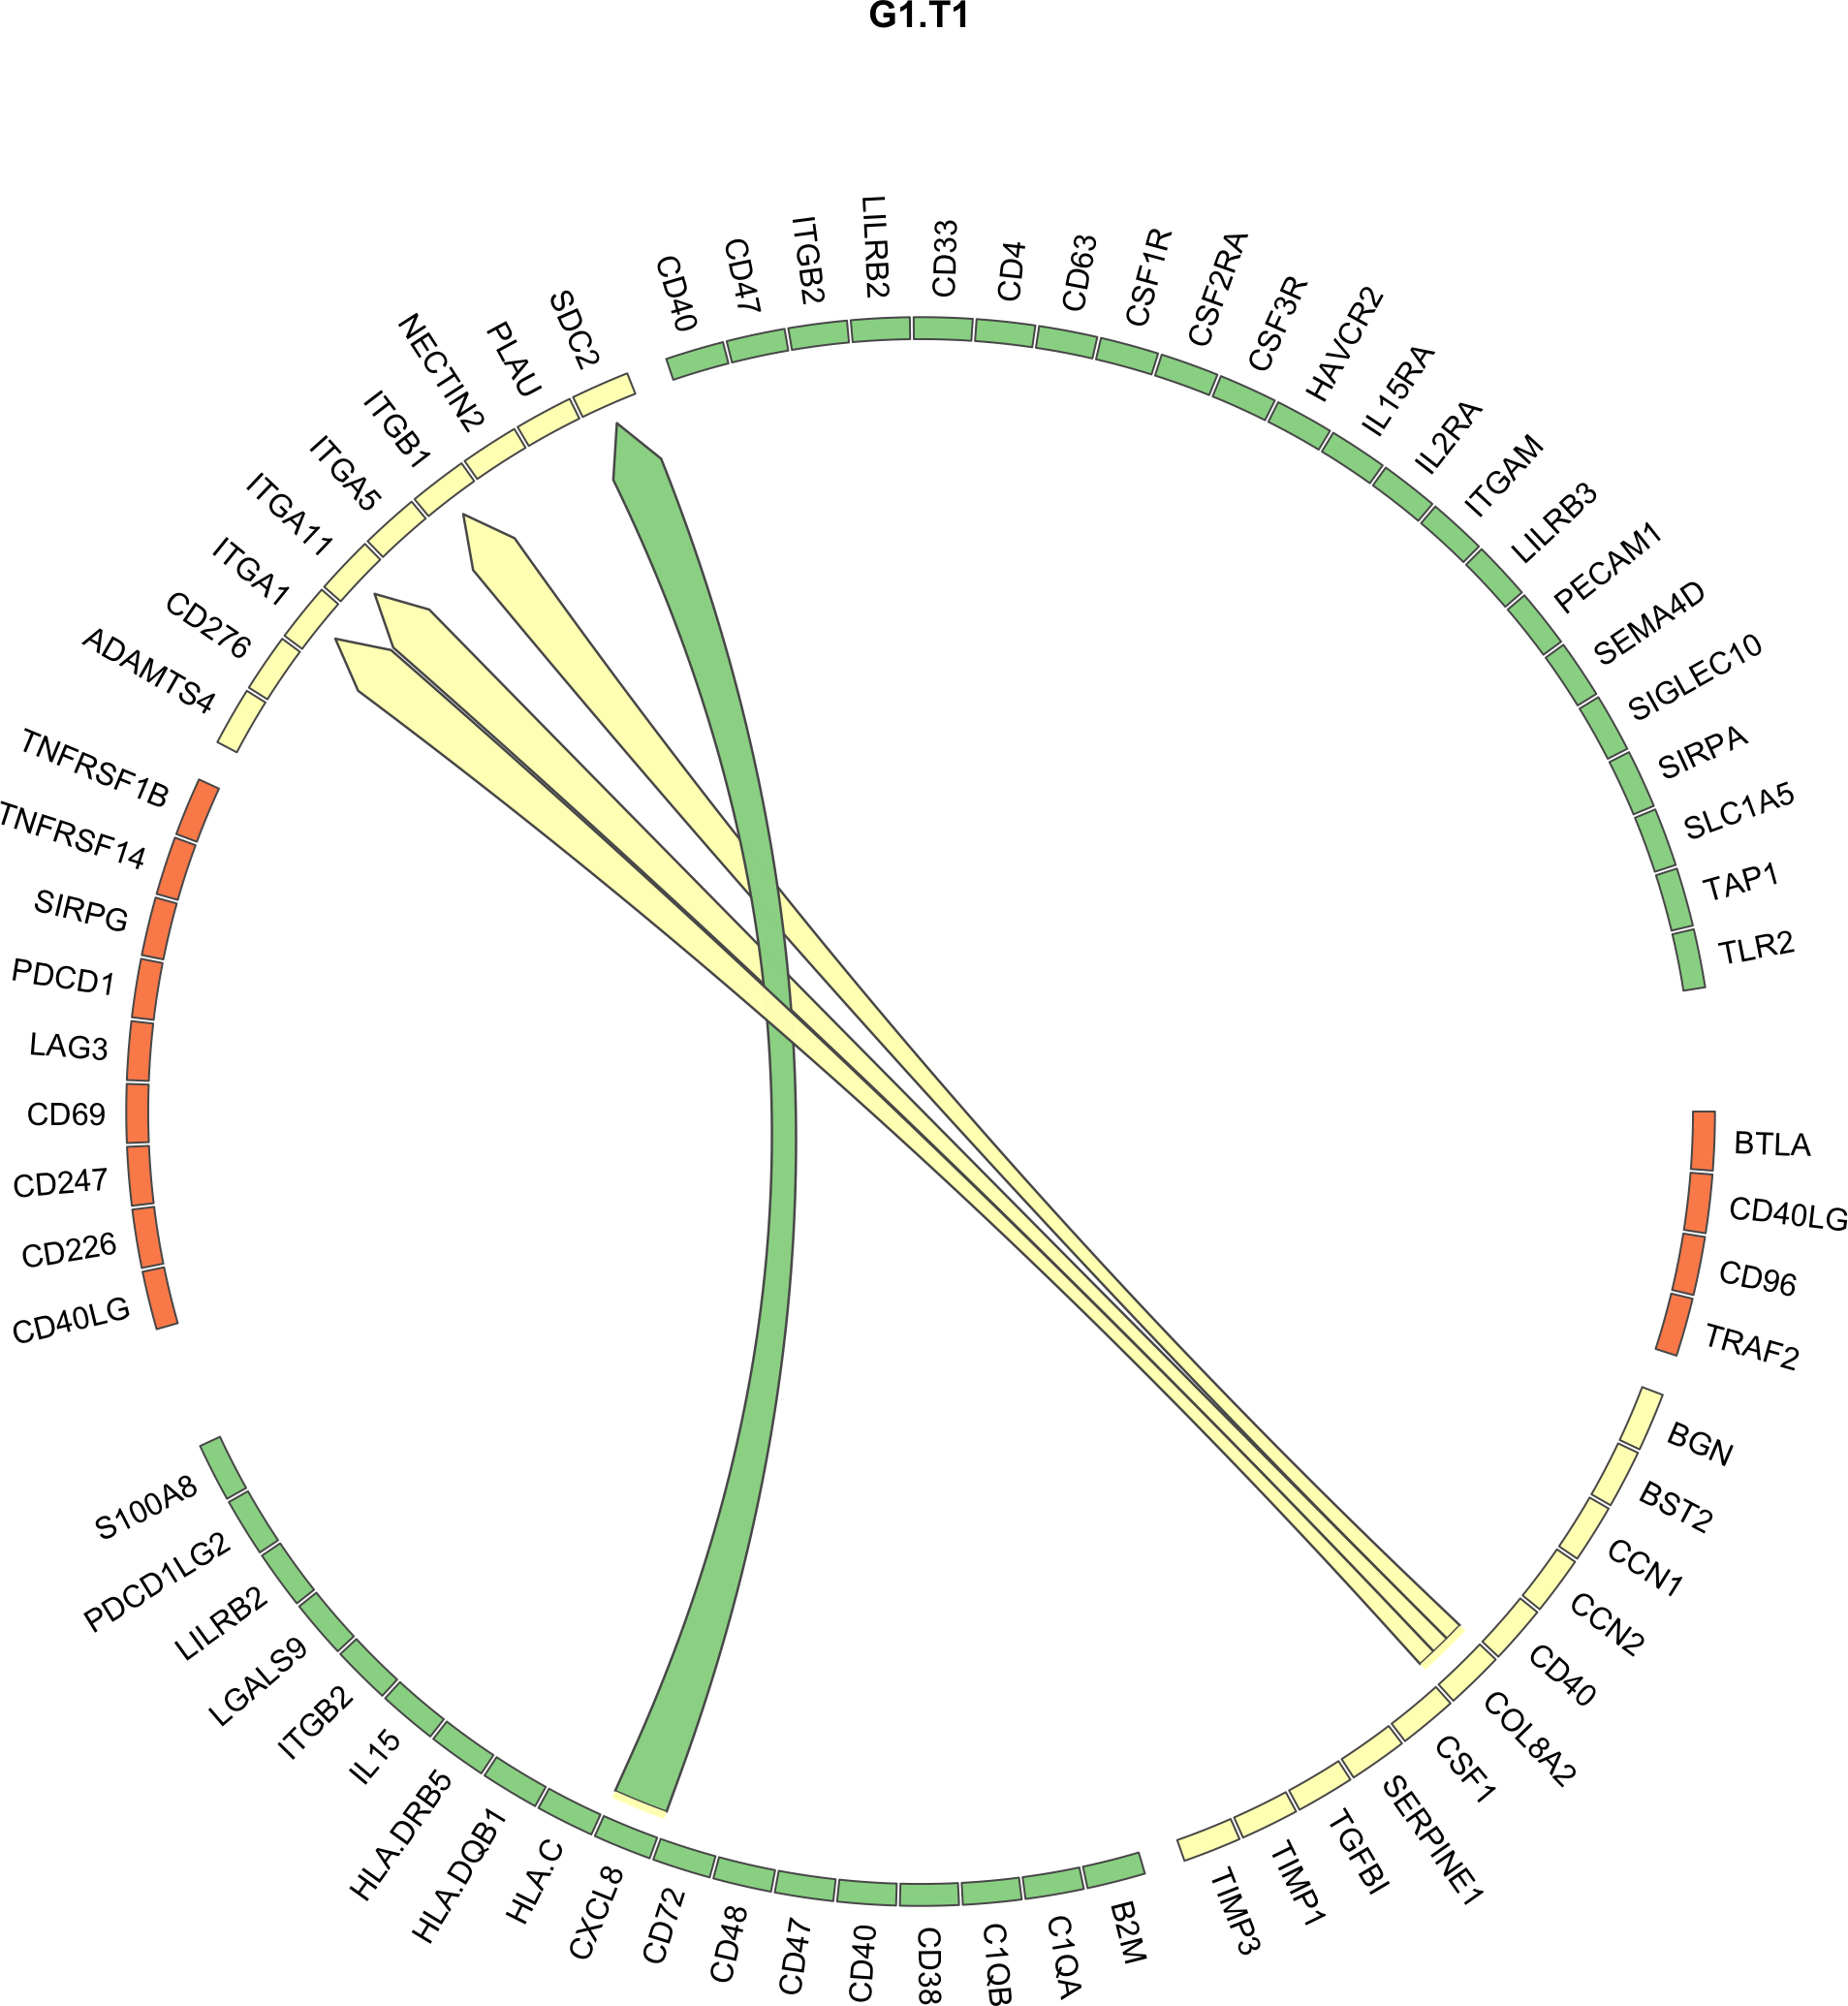 G1.T1
CD40
CD47
ITGB2
LILRB2
CD33
CD4
CD63
CSF1R
CSF2RA
CSF3R
HAVCR2
IL15RA
IL2RA
ITGAM
LILRB3
PECAM1
SEMA4D
SIGLEC10
SIRPA
SLC1A5
TAP1
TLR2
BTLA
CD40LG
CD96
TRAF2
BGN
BST2
CCN1
CCN2
CD40
COL8A2
CSF1
SERPINE1
TGFBI
TIMP1
TIMP3
B2M
C1QA
C1QB
CD38
CD40
CD47
CD48
CD72
CXCL8
HLA.C
HLA.DQB1
HLA.DRB5
IL15
ITGB2
LGALS9
LILRB2
PDCD1LG2
S100A8
CD40LG
CD226
CD247
CD69
LAG3
PDCD1
SIRPG
TNFRSF14
TNFRSF1B
ADAMTS4
CD276
ITGA1
ITGA11
ITGA5
ITGB1
NECTIN2
PLAU
SDC2